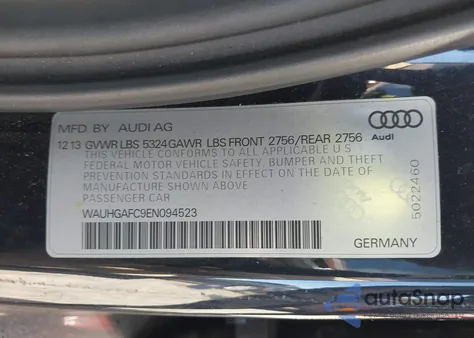 MFD BY AUDI AG
12 13 GVWR LBS 5324 GAWR LBS FRONT 2756/REAR 2756
THIS VEHICLE CONFORMS TO ALL APPLICABLE U S
FEDERAL MOTOR VEHICLE SAFETY, BUMPER AND THEFT
PREVENTION STANDARDS IN EFFECT ON THE DATE OF
MANUFACTURE SHOWN ABOVE
PASSENGER CAR
WAUHGAFC9EN094523
Audi
5022460
GERMANY
autoSnap